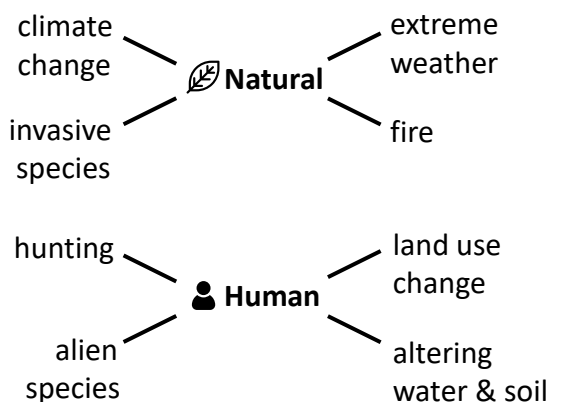 climate
change
extreme
weather
Natural
invasive
species
fire
hunting
land use
change
Human
alien
species
altering
water & soil